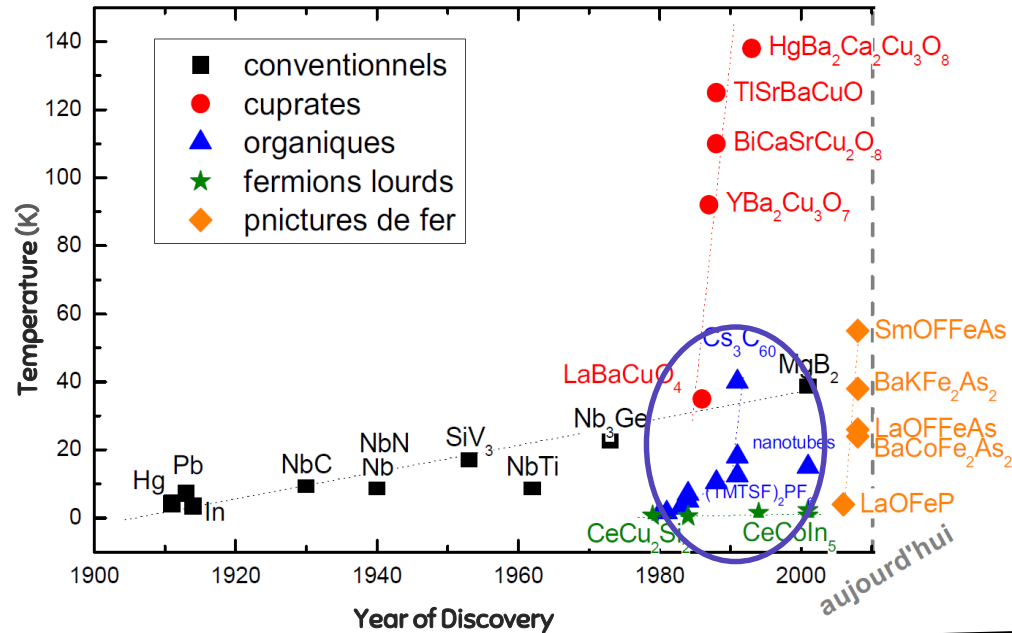 140
120
100
80
60
40
20
0
Temperature (K)
conventionnels
cuprates
organiques
fermions lourds
pnictures de fer
HgBa₂Ca₂Cu₃O₈
TlSrBaCuO
BiCaSrCu₂O₈
YBa₂Cu₃O₇
SmOFFeAs
Cs₃C₆₀
MgB₂
LaBaCuO₄
BaKFe₂As₂
Nb₃Ge
LaOFFeAs
NbN
SiV₃
nanotubes
BaCoFe₂As₂
Pb
NbC
Nb
NbTi
Hg
(TMTSF)₂PF₆
LaOFeP
In
CeCu₂Si₂
CeCoIn₅
1900
1920
1940
1960
1980
2000
aujourd'hui
Year of Discovery